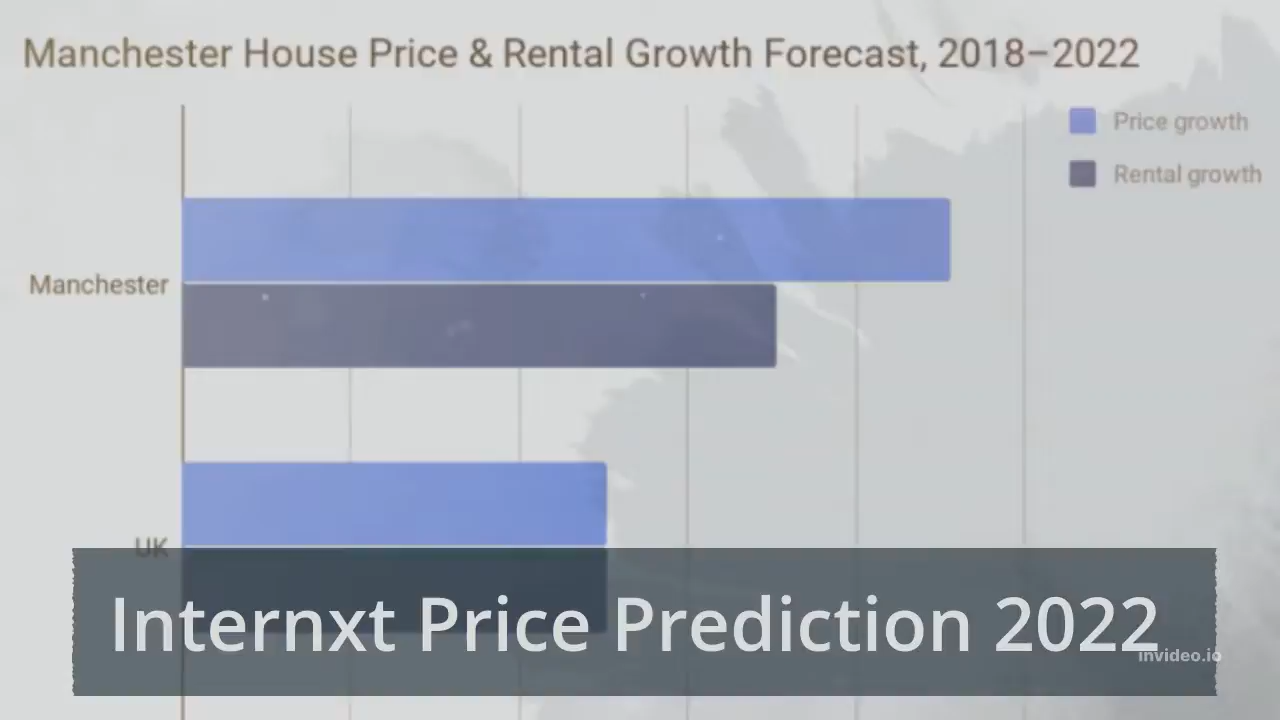 Manchester House Price & Rental Growth Forecast, 2018–2022
Price growth
Rental growth
Manchester
UK
Internxt Price Prediction 2022
invideo.io